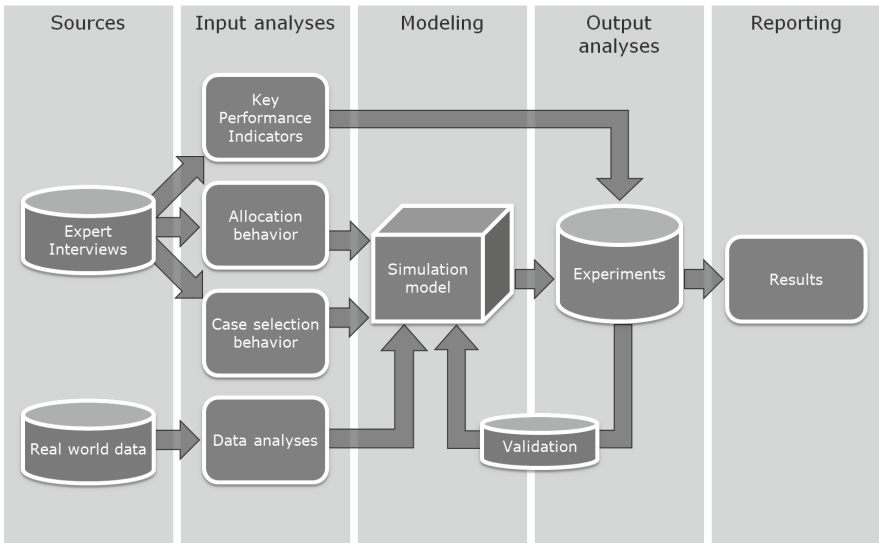 Sources
Input analyses
Modeling
Output
analyses
Reporting
Key
Performance
Indicators
Expert
Interviews
Allocation
behavior
Simulation
model
Experiments
Results
Case selection
behavior
Real world data
Data analyses
Validation